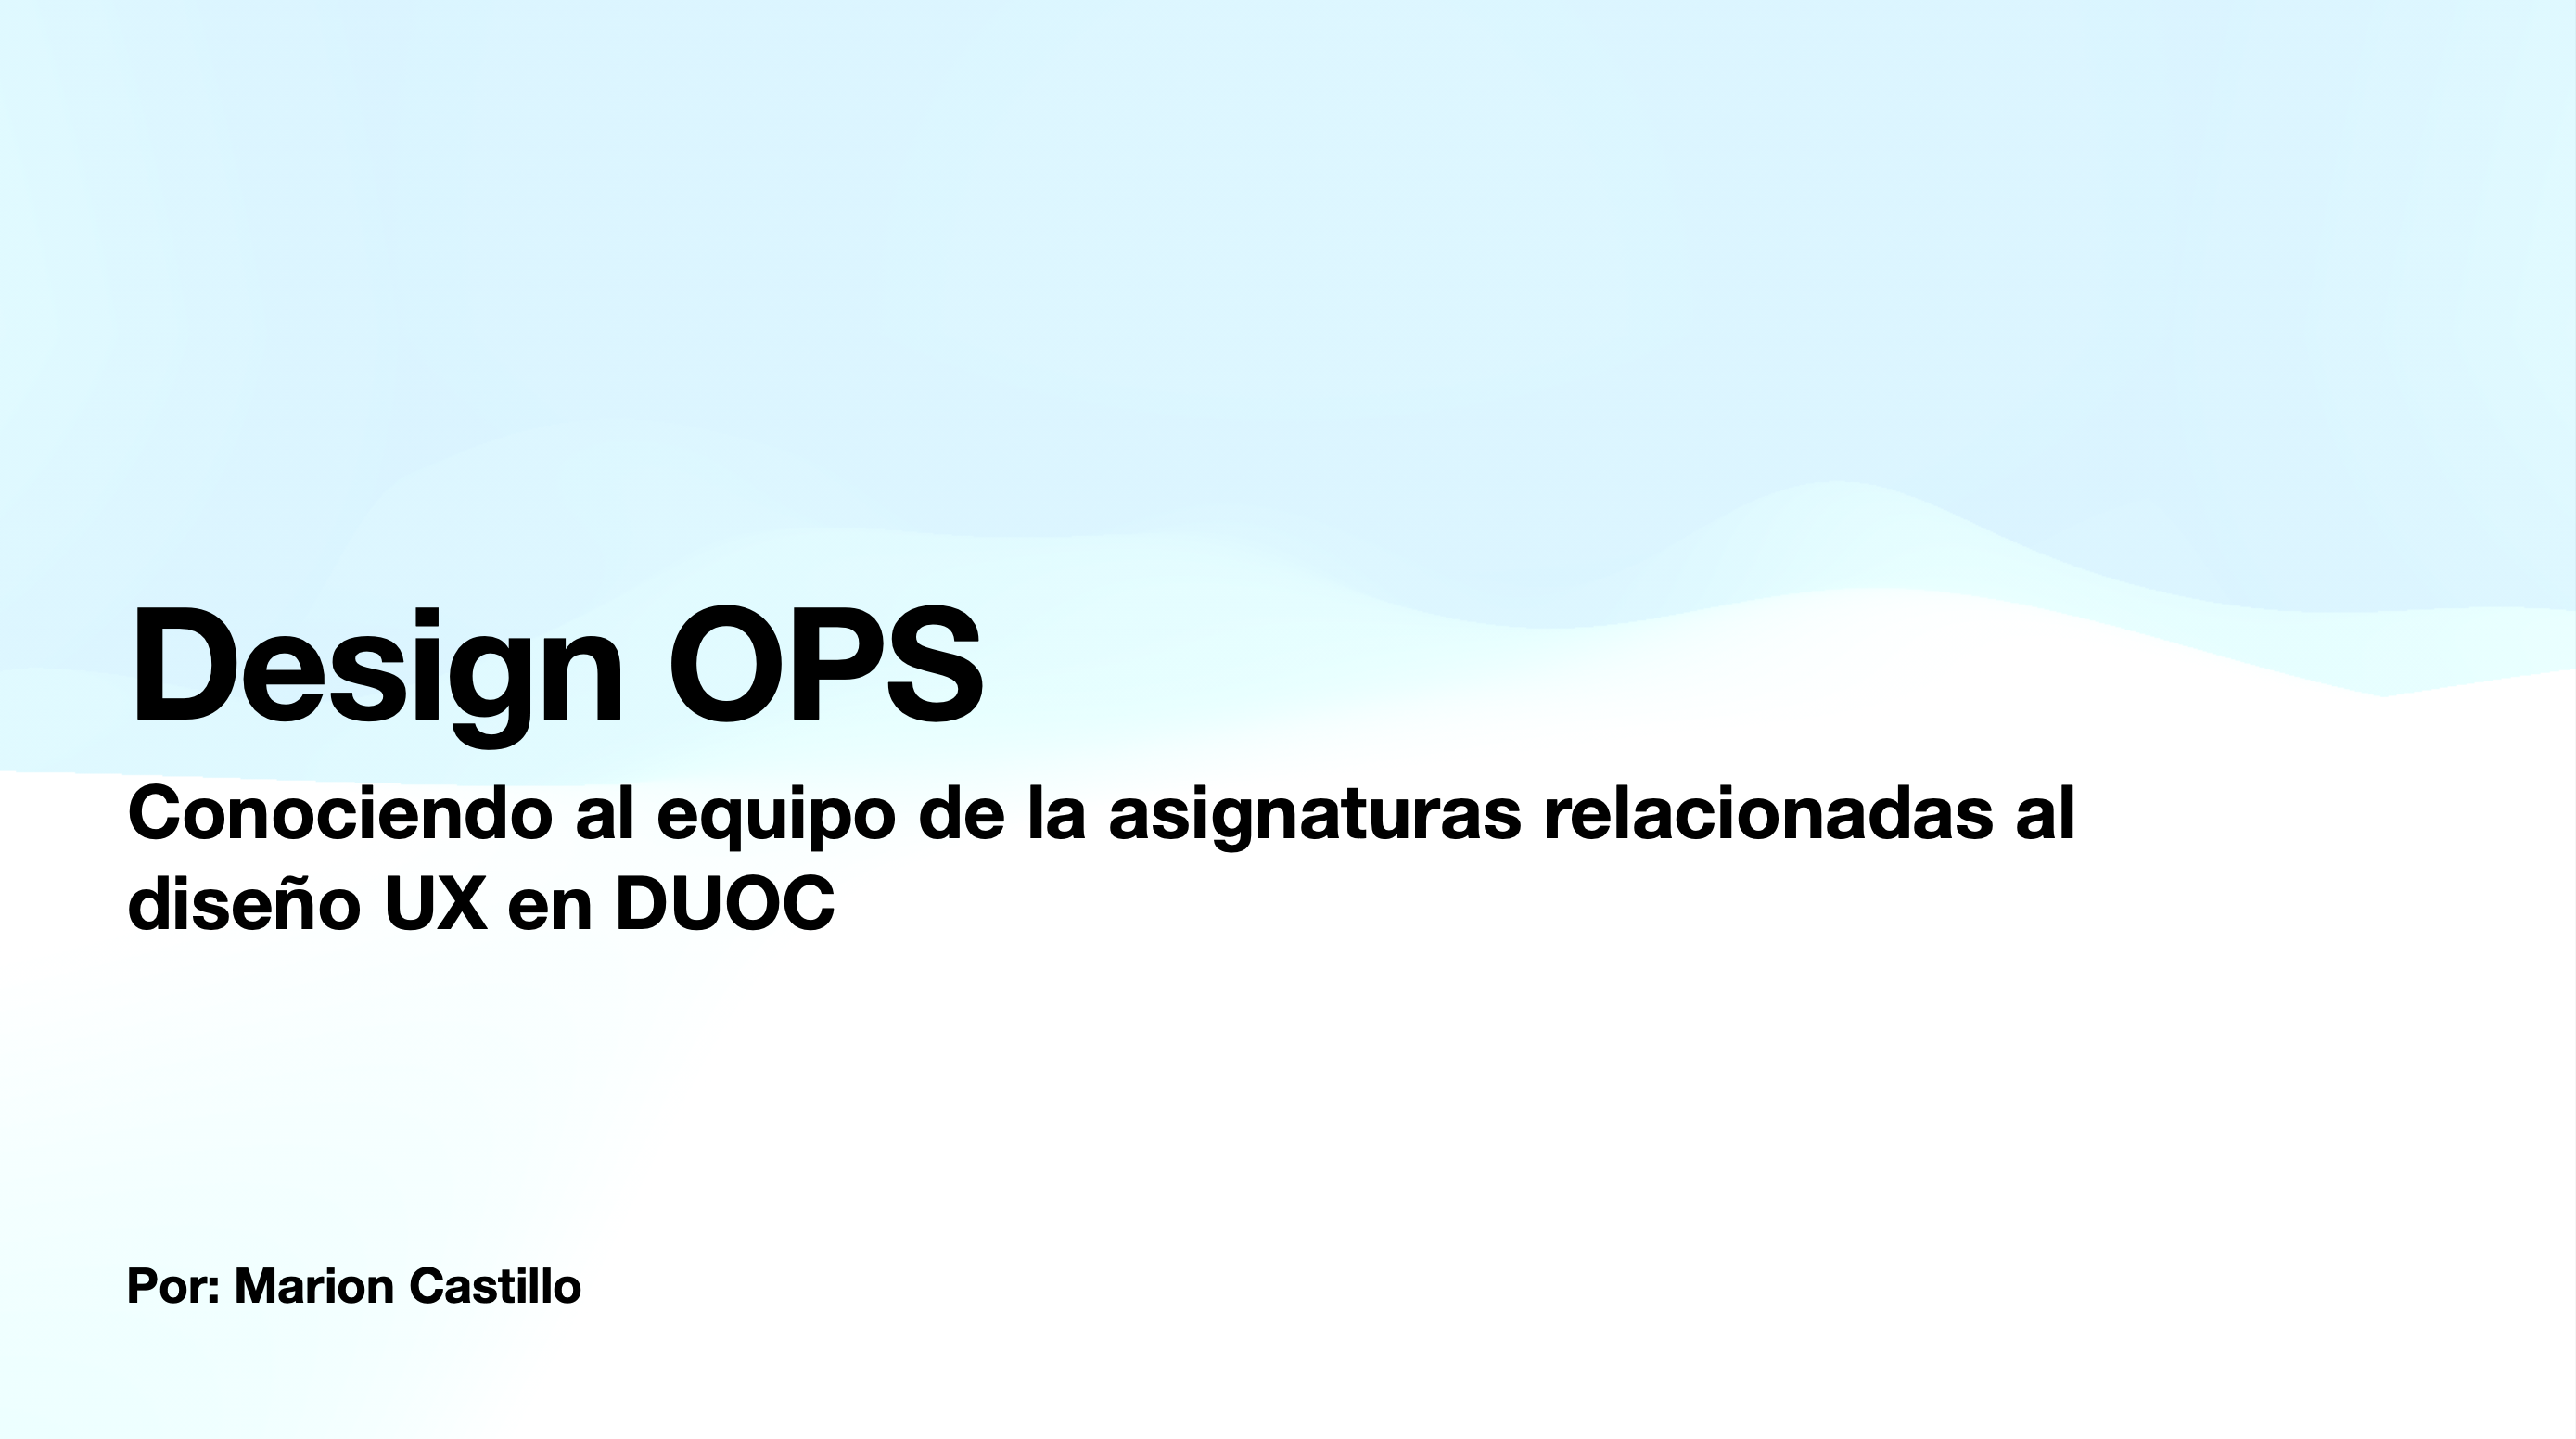 Design OPS
Conociendo al equipo de la asignaturas relacionadas al
diseño UX en DUOC
Por: Marion Castillo